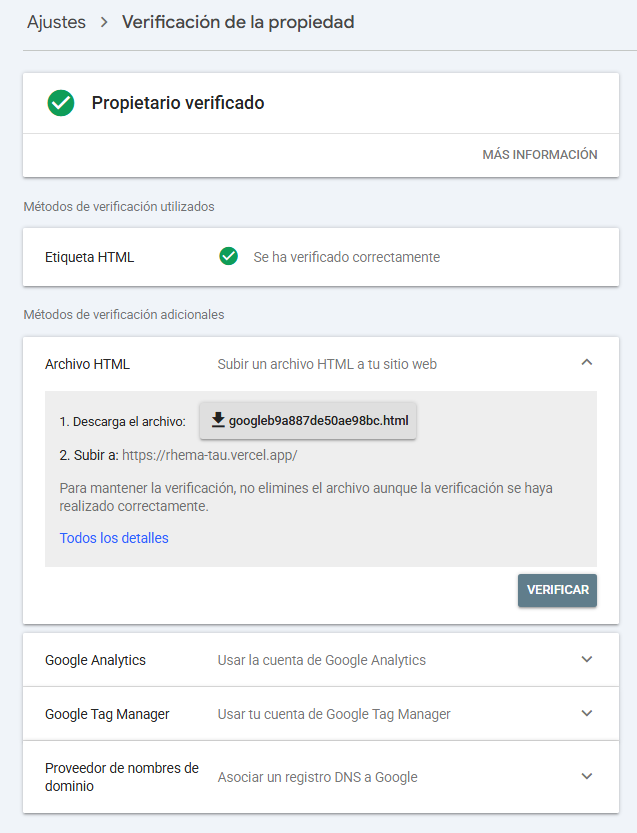 Ajustes > Verificación de la propiedad
Propietario verificado
MÁS INFORMACIÓN
Métodos de verificación utilizados
Etiqueta HTML Se ha verificado correctamente
Métodos de verificación adicionales
Archivo HTML Subir un archivo HTML a tu sitio web
1. Descarga el archivo: googleb9a887de50ae98bc.html
2. Subir a: https://rhema-tau.vercel.app/
Para mantener la verificación, no elimines el archivo aunque la verificación se haya
realizado correctamente.
Todos los detalles
VERIFICAR
Google Analytics Usar la cuenta de Google Analytics
Google Tag Manager Usar tu cuenta de Google Tag Manager
Proveedor de nombres de
dominio Asociar un registro DNS a Google